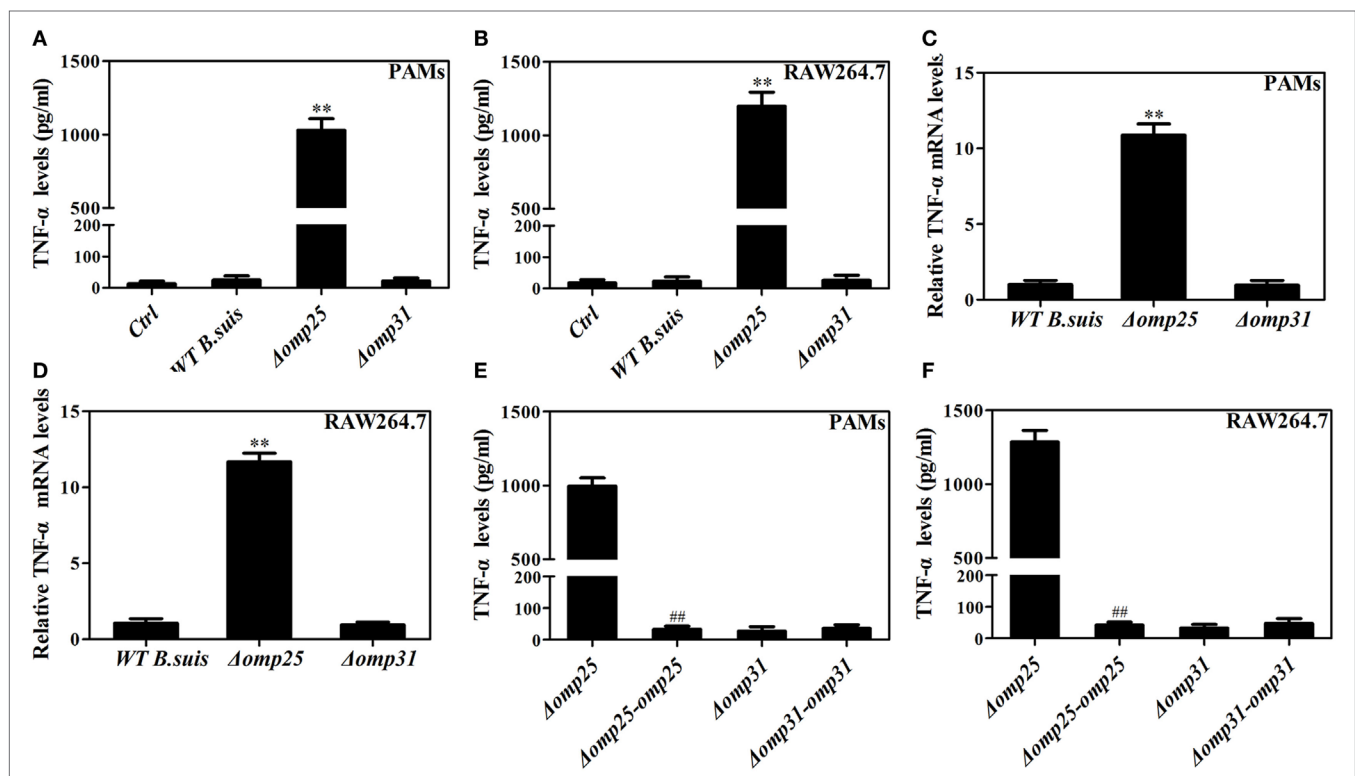 A
TNF-α levels (pg/ml)
1500
1000
500
200
100
0
PAMs
**
Ctrl
WT B.suis
Δomp25
Δomp31
B
TNF-α levels (pg/ml)
1500
1000
500
200
100
0
RAW264.7
**
Ctrl
WT B.suis
Δomp25
Δomp31
C
Relative TNF-α mRNA levels
15
10
5
0
PAMs
**
WT B.suis
Δomp25
Δomp31
D
Relative TNF-α mRNA levels
15
12
9
6
3
0
RAW264.7
**
WT B.suis
Δomp25
Δomp31
E
TNF-α levels (pg/ml)
1500
1000
500
200
100
0
PAMs
##
Δomp25
Δomp25-omp25
Δomp31
Δomp31-omp31
F
TNF-α levels (pg/ml)
1500
1000
500
200
100
0
RAW264.7
##
Δomp25
Δomp25-omp25
Δomp31
Δomp31-omp31